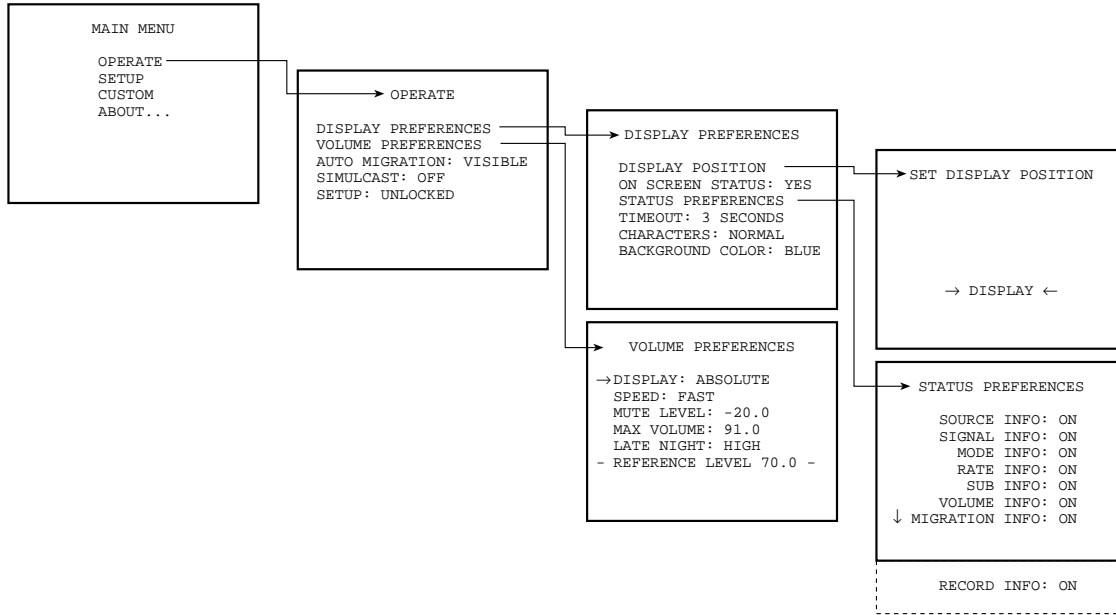 MAIN MENU
OPERATE
SETUP
CUSTOM
ABOUT...
OPERATE
DISPLAY PREFERENCES
VOLUME PREFERENCES
AUTO MIGRATION: VISIBLE
SIMULCAST: OFF
SETUP: UNLOCKED
DISPLAY PREFERENCES
DISPLAY POSITION
ON SCREEN STATUS: YES
STATUS PREFERENCES
TIMEOUT: 3 SECONDS
CHARACTERS: NORMAL
BACKGROUND COLOR: BLUE
SET DISPLAY POSITION
→ DISPLAY ←
VOLUME PREFERENCES
→DISPLAY: ABSOLUTE
SPEED: FAST
MUTE LEVEL: -20.0
MAX VOLUME: 91.0
LATE NIGHT: HIGH
- REFERENCE LEVEL 70.0 -
STATUS PREFERENCES
SOURCE INFO: ON
SIGNAL INFO: ON
MODE INFO: ON
RATE INFO: ON
SUB INFO: ON
VOLUME INFO: ON
↓ MIGRATION INFO: ON
RECORD INFO: ON